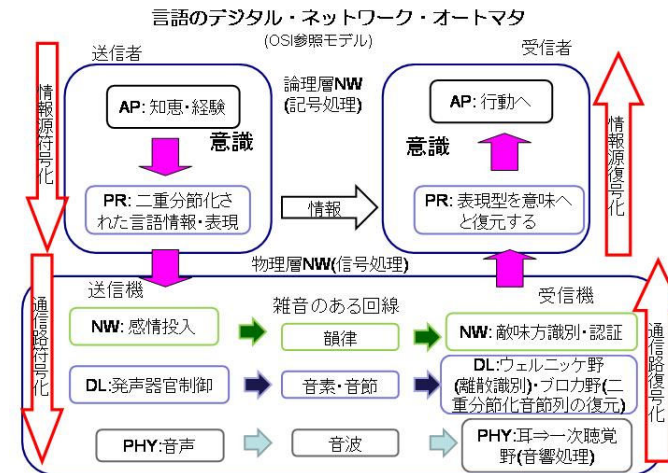 言語のデジタル・ネットワーク・オートマタ
(OSI参照モデル)
送信者
受信者
情報源符号化
AP: 知恵・経験
論理層NW
(記号処理)
AP: 行動へ
情報源復号化
意識
意識
PR: 二重分節化さ
れた言語情報・表現
情報
PR: 表現型を意味へ
と復元する
物理層NW(信号処理)
通信路符号化
送信機
雑音のある回線
受信機
通信路復号化
NW: 感情投入
韻律
NW: 敵味方識別・認証
DL:発声器官制御
音素・音節
DL:ウェルニッケ野
(離散識別)・ブロカ野(二
重分節化音節列の復元)
PHY: 音声
音波
PHY: 耳⇒一次聴覚
野(音響処理)